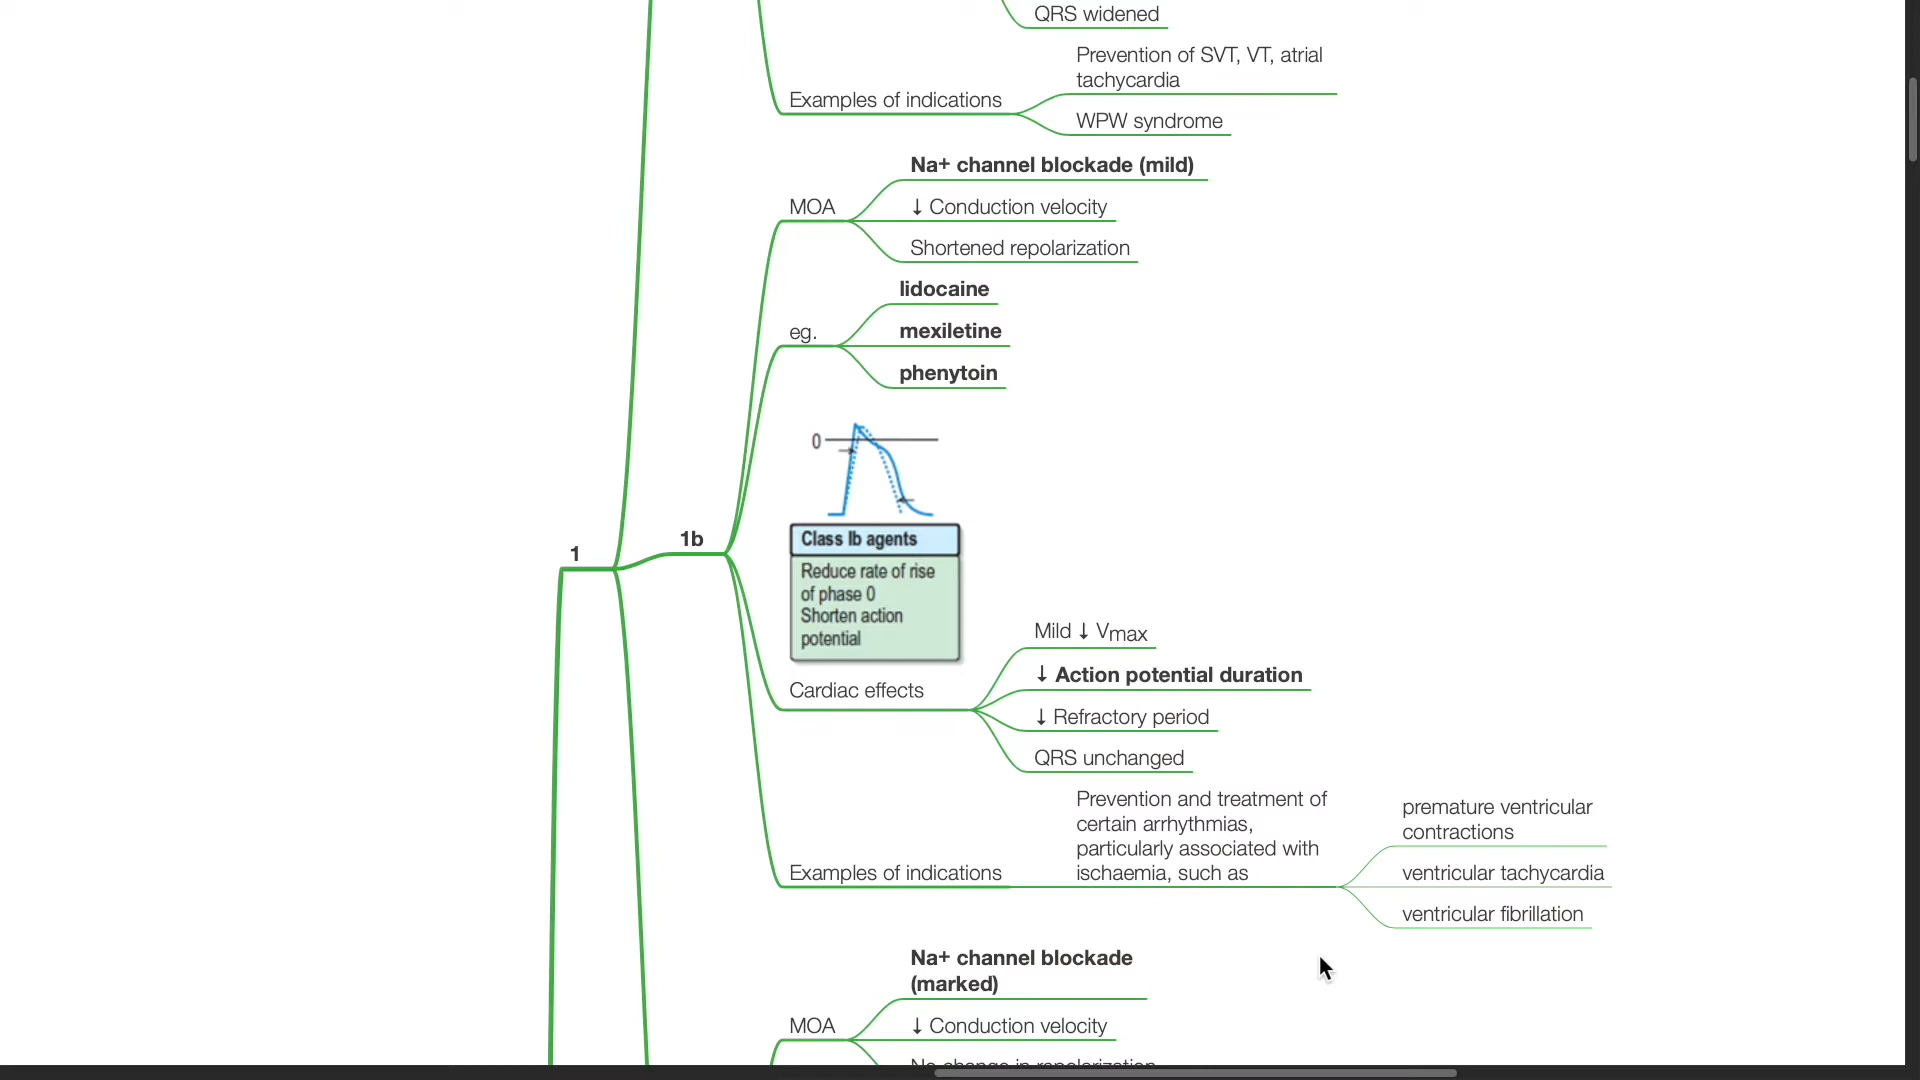 QRS widened
Prevention of SVT, VT, atrial
tachycardia
Examples of indications
WPW syndrome
Na+ channel blockade (mild)
MOA
↓ Conduction velocity
Shortened repolarization
lidocaine
eg.
mexiletine
phenytoin
0
1
1b
Class Ib agents
Reduce rate of rise
of phase 0
Shorten action
potential
Mild ↓ Vmax
↓ Action potential duration
Cardiac effects
↓ Refractory period
QRS unchanged
Prevention and treatment of
certain arrhythmias,
particularly associated with
ischaemia, such as
Examples of indications
premature ventricular
contractions
ventricular tachycardia
ventricular fibrillation
Na+ channel blockade
(marked)
MOA
↓ Conduction velocity
No change in repolarization